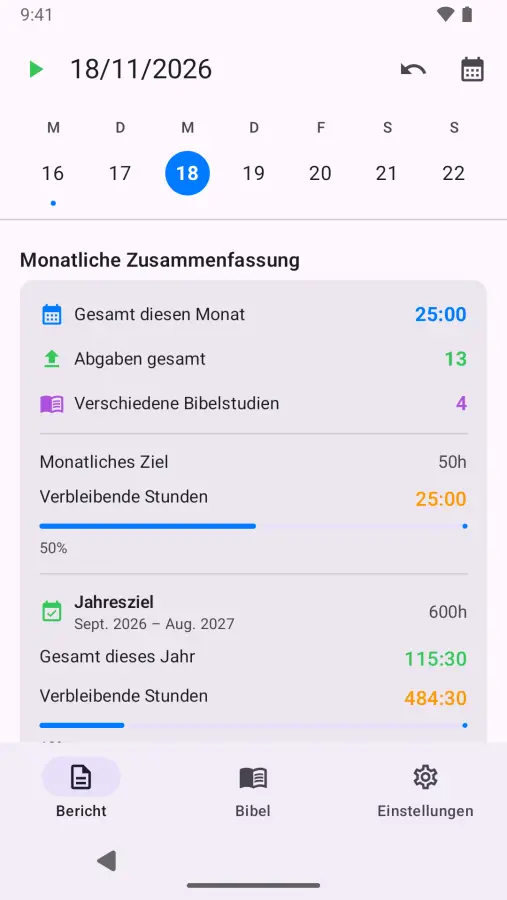 9:41
18/11/2026
M D M D F S S
16 17 18 19 20 21 22
Monatliche Zusammenfassung
Gesamt diesen Monat 25:00
Abgaben gesamt 13
Verschiedene Bibelstudien 4
Monatliches Ziel 50h
Verbleibende Stunden 25:00
50%
Jahresziel 600h
Sept. 2026 – Aug. 2027
Gesamt dieses Jahr 115:30
Verbleibende Stunden 484:30
Bericht Bibel Einstellungen